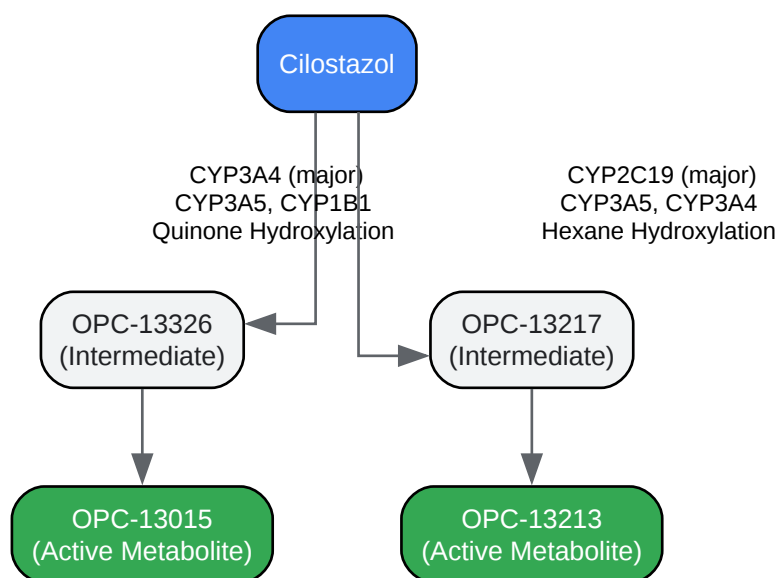 Cilostazol
CYP3A4 (major)
CYP3A5, CYP1B1
Quinone Hydroxylation
CYP2C19 (major)
CYP3A5, CYP3A4
Hexane Hydroxylation
OPC-13326
(Intermediate)
OPC-13217
(Intermediate)
OPC-13015
(Active Metabolite)
OPC-13213
(Active Metabolite)